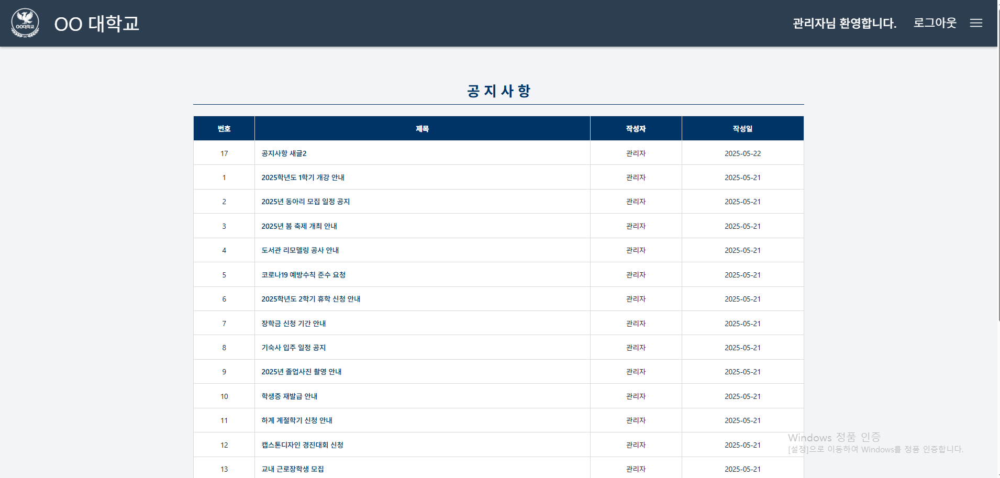 OO대학교
OO 대학교
관리자님 환영합니다. 로그아웃
공 지 사 항
번호 제목 작성자 작성일
17 공지사항 새글2 관리자 2025-05-22
1 2025학년도 1학기 개강 안내 관리자 2025-05-21
2 2025년 동아리 모집 일정 공지 관리자 2025-05-21
3 2025년 봄 축제 개최 안내 관리자 2025-05-21
4 도서관 리모델링 공사 안내 관리자 2025-05-21
5 코로나19 예방수칙 준수 요청 관리자 2025-05-21
6 2025학년도 2학기 휴학 신청 안내 관리자 2025-05-21
7 장학금 신청 기간 안내 관리자 2025-05-21
8 기숙사 입주 일정 공지 관리자 2025-05-21
9 2025년 졸업사진 촬영 안내 관리자 2025-05-21
10 학생증 재발급 안내 관리자 2025-05-21
11 하계 계절학기 신청 안내 관리자 2025-05-21
12 캡스톤디자인 경진대회 신청 관리자 2025-05-21
13 교내 근로장학생 모집 관리자 2025-05-21
Windows 정품 인증
[설정]으로 이동하여 Windows를 정품 인증합니다.